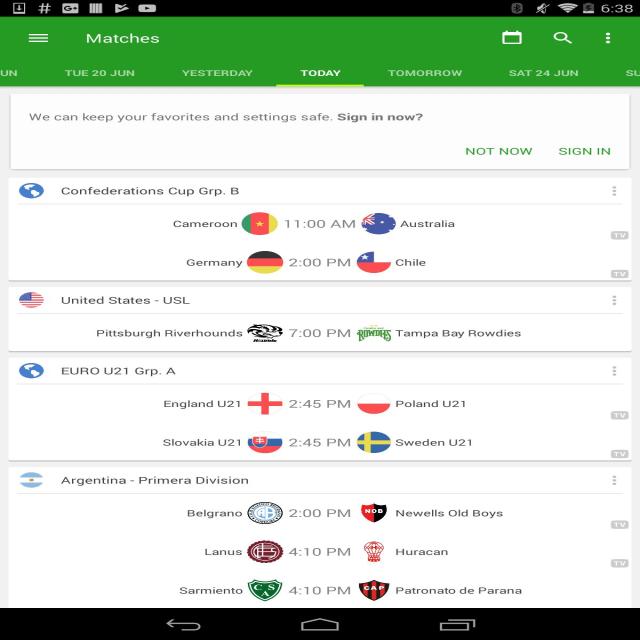 6:38
Matches
UN TUE 20 JUN YESTERDAY TODAY TOMORROW SAT 24 JUN SU
We can keep your favorites and settings safe. Sign in now?
NOT NOW SIGN IN
Confederations Cup Grp. B
Cameroon 11:00 AM Australia
TV
Germany 2:00 PM Chile
TV
United States - USL
Pittsburgh Riverhounds 7:00 PM ROWDIES Tampa Bay Rowdies
EURO U21 Grp. A
England U21 2:45 PM Poland U21
TV
Slovakia U21 2:45 PM Sweden U21
TV
Argentina - Primera Division
Belgrano 2:00 PM NOB Newells Old Boys
TV
Lanus 4:10 PM Huracan
TV
Sarmiento CAS 4:10 PM CAP Patronato de Parana